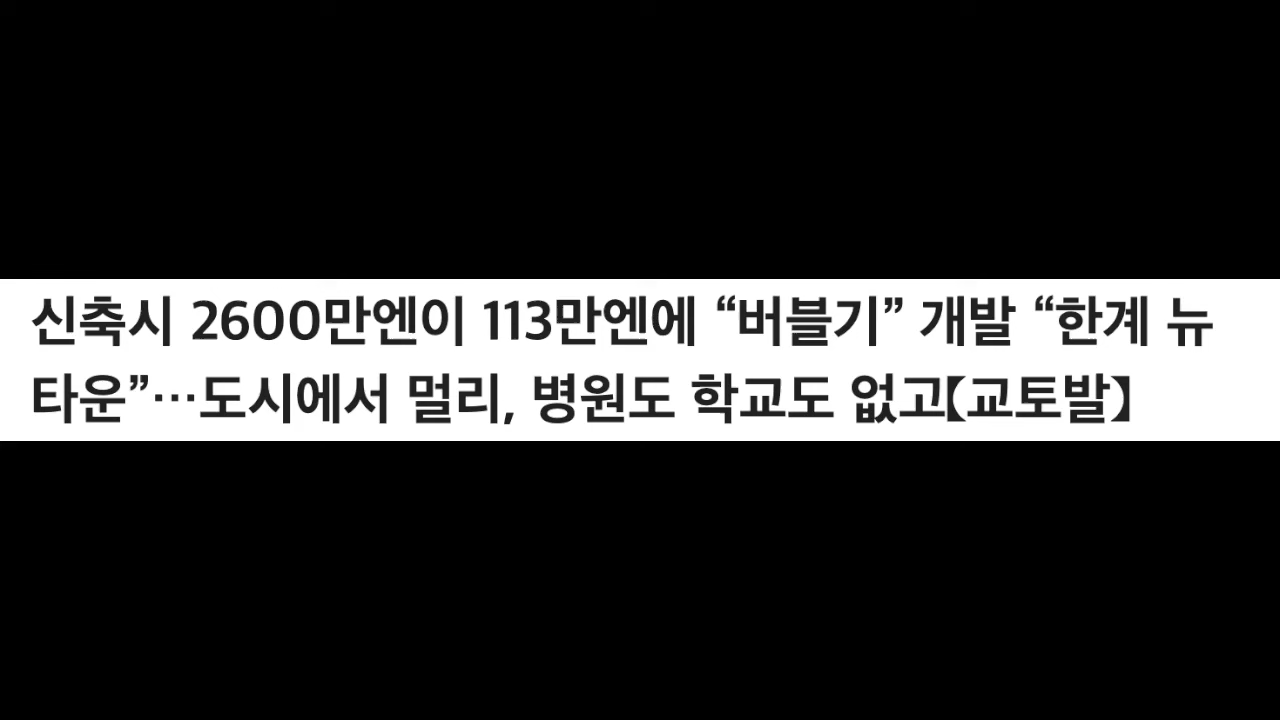 신축시 2600만엔이 113만엔에 “버블기” 개발 “한계 뉴
타운”…도시에서 멀리, 병원도 학교도 없고【교토발】